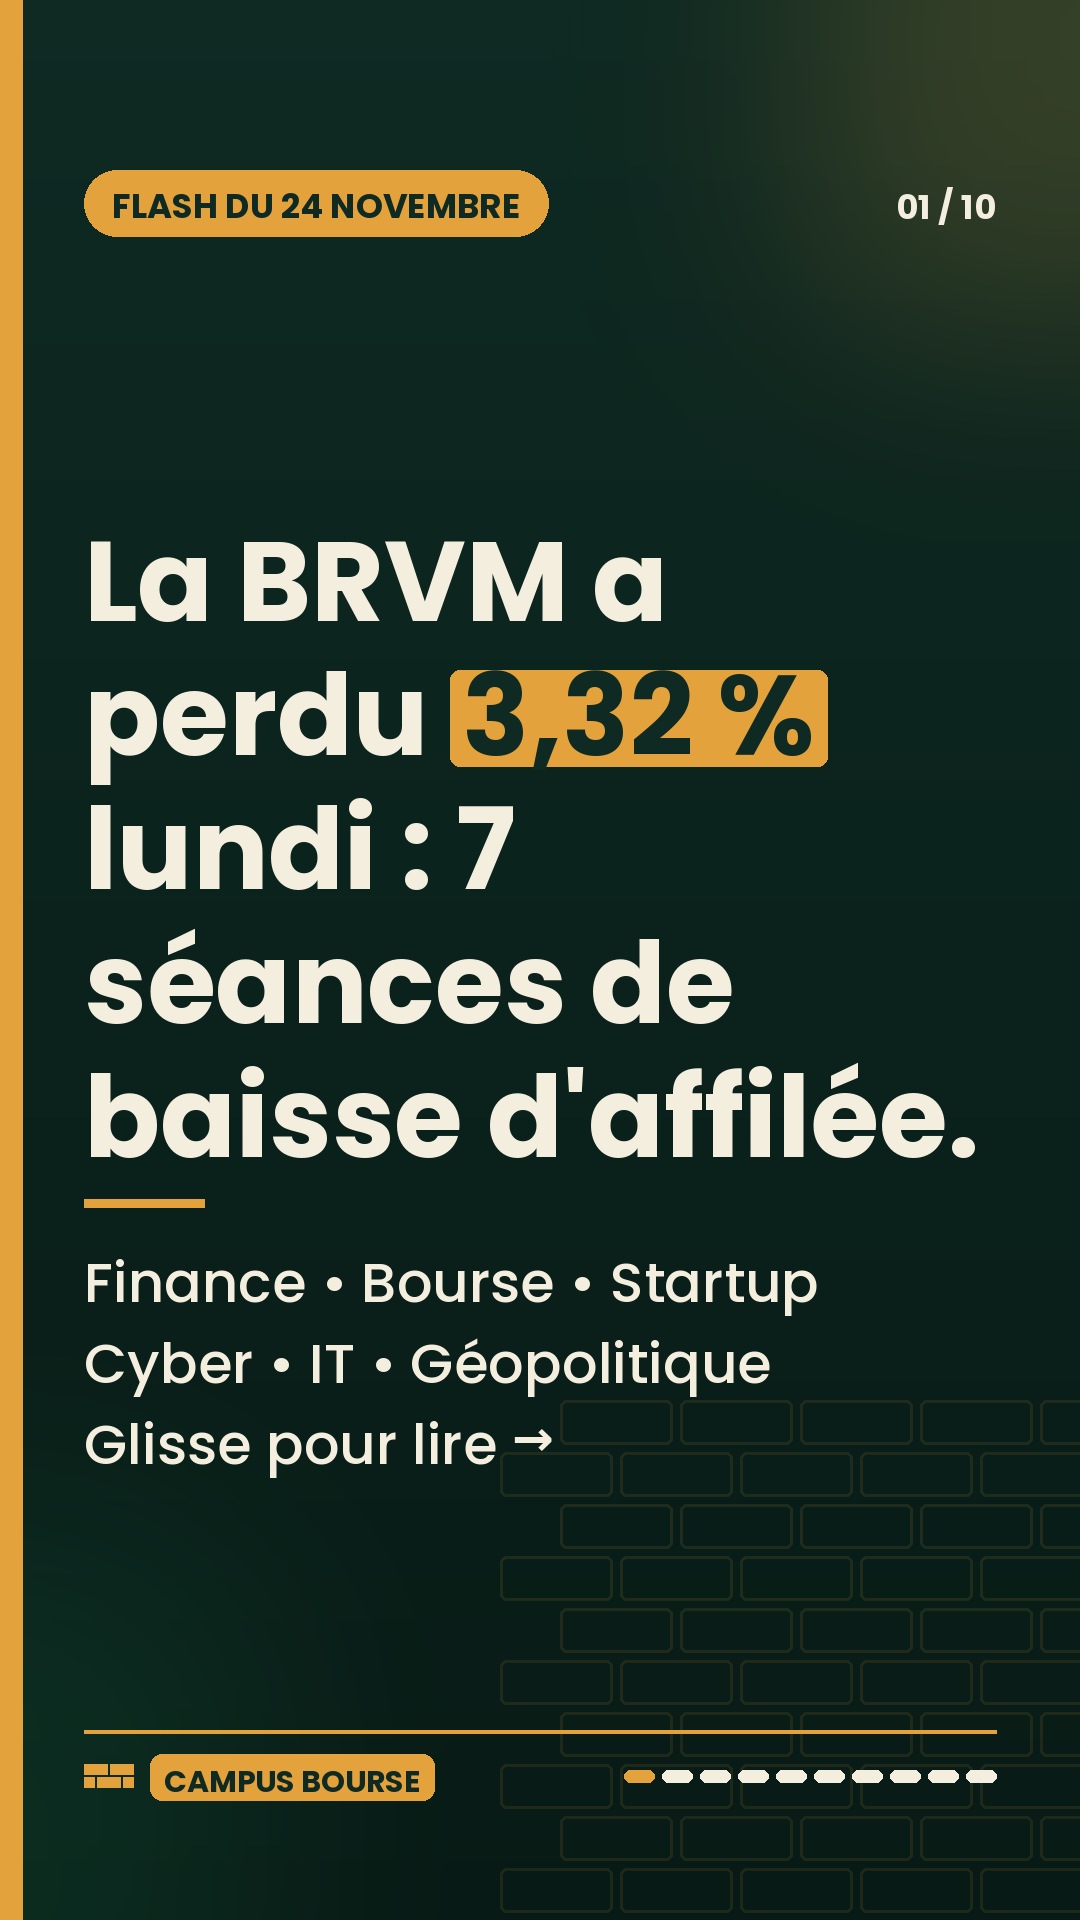 FLASH DU 24 NOVEMBRE
01 / 10
La BRVM a
perdu 3,32 %
lundi : 7
séances de
baisse d'affilée.
Finance • Bourse • Startup
Cyber • IT • Géopolitique
Glisse pour lire →
CAMPUS BOURSE